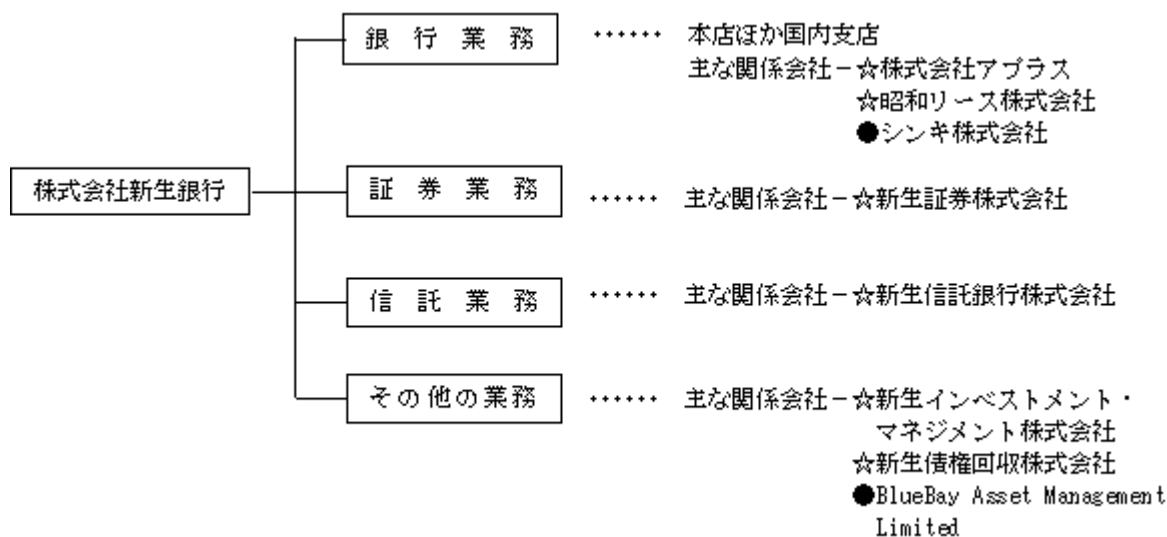 銀行業務 ‥‥‥ 本店ほか国内支店
主な関係会社－☆株式会社アプラス
☆昭和リース株式会社
●シンキ株式会社
株式会社新生銀行
証券業務 ‥‥‥ 主な関係会社－☆新生証券株式会社
信託業務 ‥‥‥ 主な関係会社－☆新生信託銀行株式会社
その他の業務 ‥‥‥ 主な関係会社－☆新生インベストメント・
マネジメント株式会社
☆新生債権回収株式会社
●BlueBay Asset Management
Limited